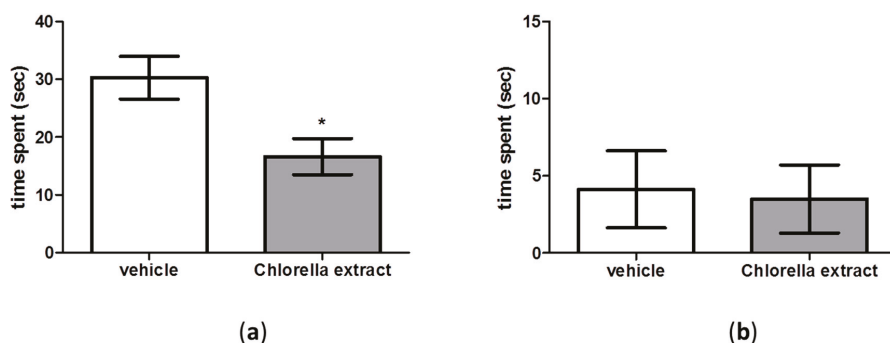 40
30
20
10
0
time spent (sec)
*
vehicle
Chlorella extract
(a)
15
10
5
0
time spent (sec)
vehicle
Chlorella extract
(b)